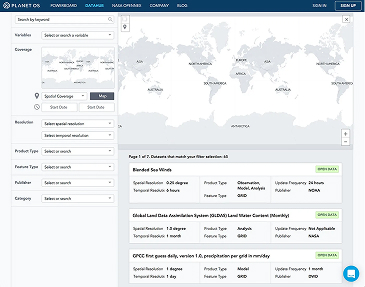 PLANET OS POWERBOARD DATAHUB NASA OPENNEX COMPANY BLOG SIGN IN SIGN UP
Search by keyword
Variables Select or search a variable
Coverage
Spatial Coverage Map
Start Date Start Date
Resolution Select spatial resolution
Select temporal resolution
Product Type Select or search
Feature Type Select or search
Publisher Select or search
Category Select or search
ASIA NORTH AMERICA EUROPE ASIA NORTH AMERICA
AFRICA
SOUTH AMERICA SOUTH AMERICA
AUSTRALIA AUSTRALIA
ANTARCTICA
Page 1 of 7. Datasets that match your filter selection: 65
Blended Sea Winds OPEN DATA
Spatial Resolution 0.25 degree Product Type Observation, Model, Analysis Update Frequency 24 hours
Temporal Resolution 6 hours Feature Type GRID Publisher NOAA
Global Land Data Assimilation System (GLDAS) Land Water Content (Monthly) OPEN DATA
Spatial Resolution 1.0 degree Product Type Analysis Update Frequency Not Applicable
Temporal Resolution 1 month Feature Type GRID Publisher NASA
GPCC first guess daily, version 1.0, precipitation per grid in mm/day OPEN DATA
Spatial Resolution 1 degree Product Type Model Update Frequency 1 month
Temporal Resolution 1 day Feature Type GRID Publisher DWD